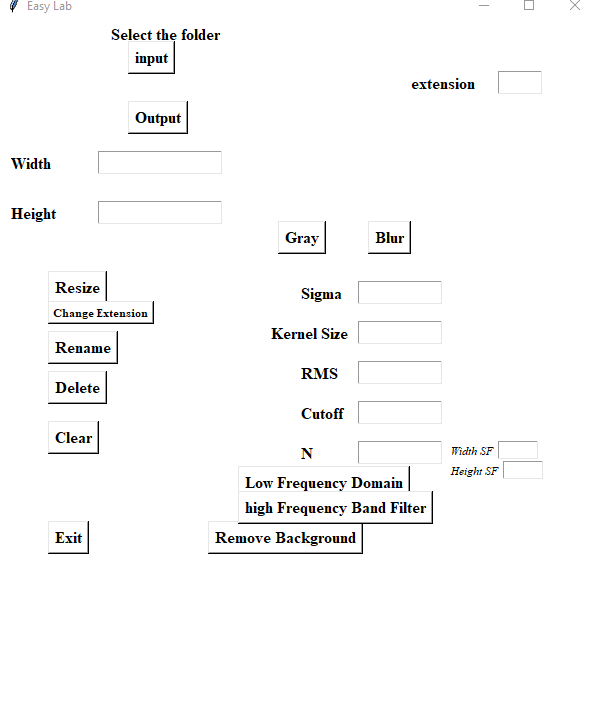 Easy Lab
Select the folder
input
extension
Output
Width
Height
Gray Blur
Resize
Sigma
Change Extension
Kernel Size
Rename
RMS
Delete
Cutoff
Clear
N
Width SF
Height SF
Low Frequency Domain
high Frequency Band Filter
Exit
Remove Background